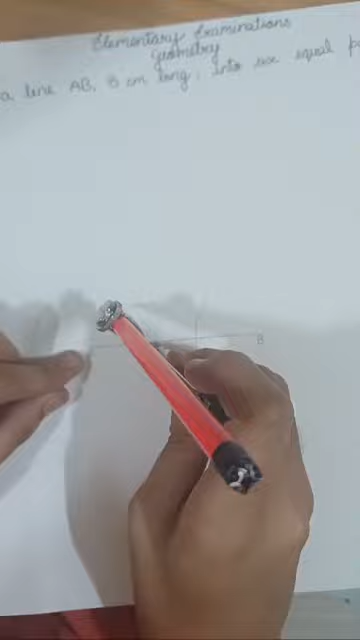 Elementary Examinations
Geometry
a line AB, 8 cm long, into six equal
B